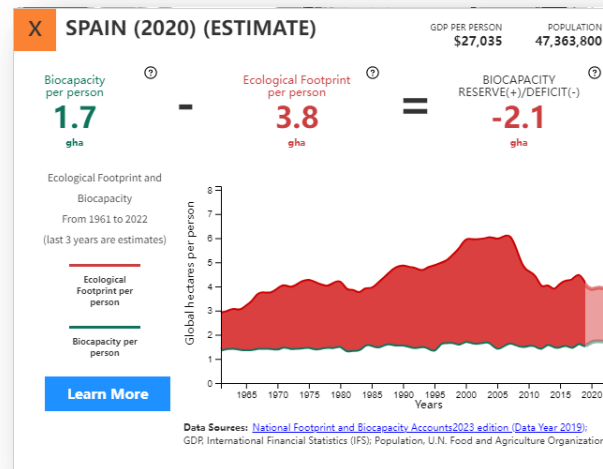 X
SPAIN (2020) (ESTIMATE)
GDP PER PERSON
$27,035
POPULATION
47,363,800
Biocapacity
per person
?
1.7
gha
-
Ecological Footprint
per person
?
3.8
gha
=
BIOCAPACITY
RESERVE(+)/DEFICIT(-)
?
-2.1
gha
Ecological Footprint and
Biocapacity
From 1961 to 2022
(last 3 years are estimates)
Ecological
Footprint per
person
Biocapacity per
person
Learn More
Global hectares per person
8
7
6
5
4
3
2
1
0
1965 1970 1975 1980 1985 1990 1995 2000 2005 2010 2015 2020
Years
Data Sources: National Footprint and Biocapacity Accounts2023 edition (Data Year 2019);
GDP, International Financial Statistics (IFS); Population, U.N. Food and Agriculture Organization